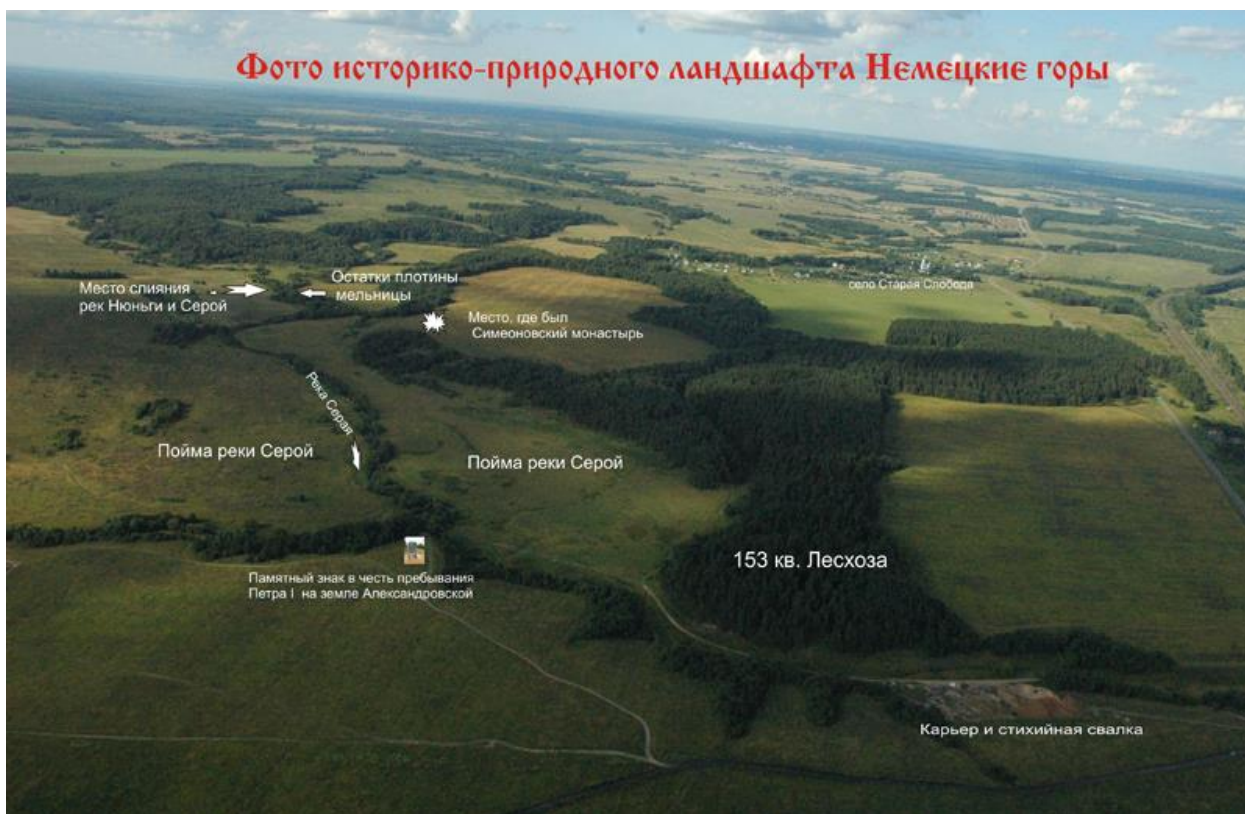 Фото историко-природного ландшафта Немецкие горы
Место слияния
рек Нюньги и Серой
Остатки плотины
мельницы
село Старая Слобода
Место, где был
Симеоновский монастырь
Река Серая
Пойма реки Серой
Пойма реки Серой
153 кв. Лесхоза
Памятный знак в честь пребывания
Петра I на земле Александровской
Карьер и стихийная свалка